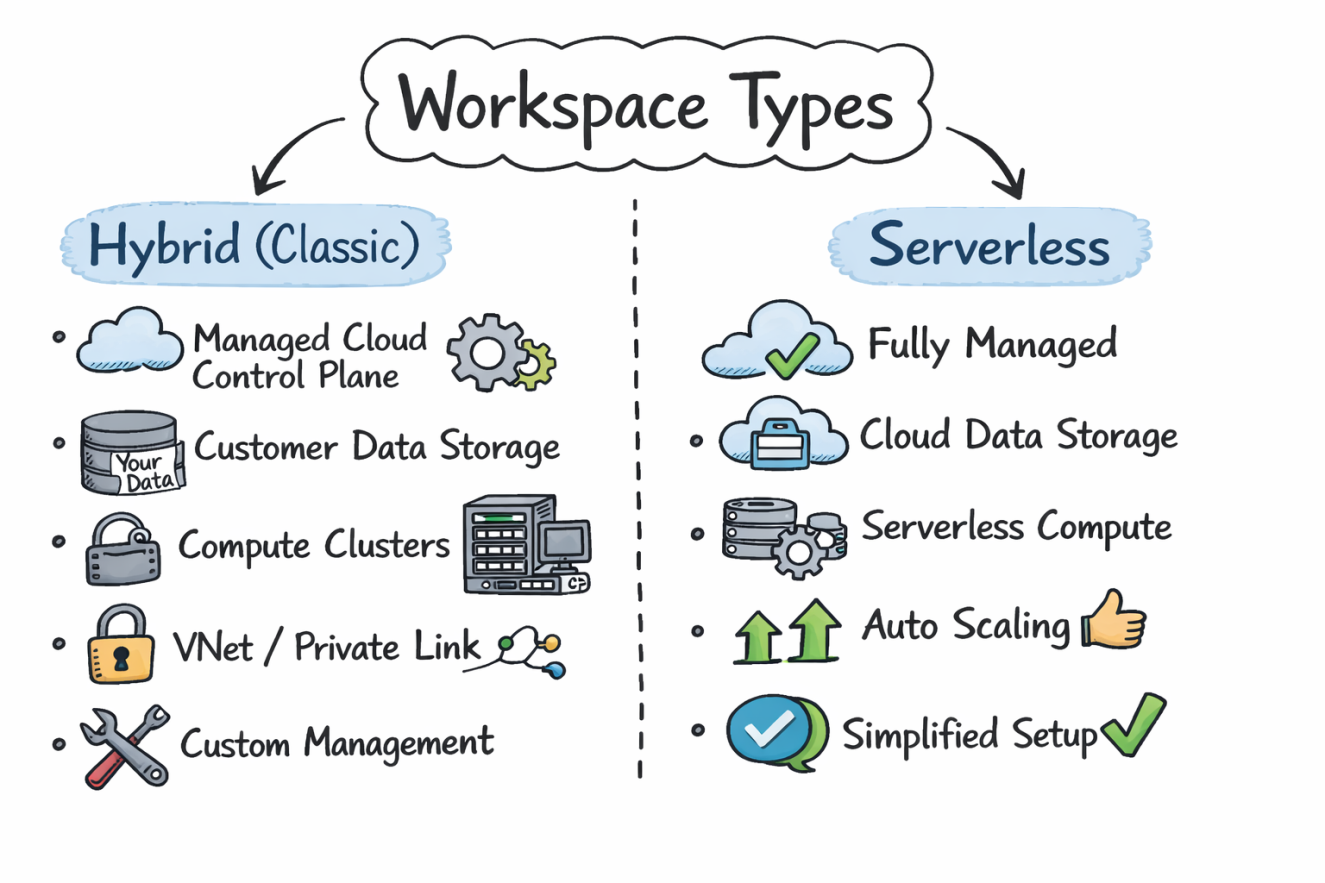 Workspace Types
Hybrid (Classic)
Managed Cloud
Control Plane
Your
Data
Customer Data Storage
Compute Clusters
VNet / Private Link
Custom Management
Serverless
Fully Managed
Cloud Data Storage
Serverless Compute
Auto Scaling
Simplified Setup